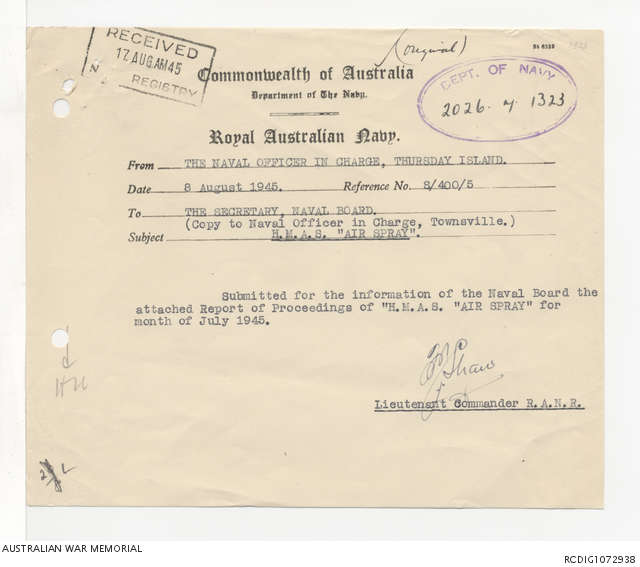 (original)
RECEIVED
17 AUG AM 45
REGISTRY
Commonwealth of Australia
Department of The Navy.
DEPT. OF NAVY
2026 . 7 . 1323
Royal Australian Navy.
From THE NAVAL OFFICER IN CHARGE, THURSDAY ISLAND.
Date 8 August 1945. Reference No. 8/400/5
To THE SECRETARY, NAVAL BOARD.
(Copy to Naval Officer in Charge, Townsville.)
Subject H.M.A.S. "AIR SPRAY".
Submitted for the information of the Naval Board the
attached Report of Proceedings of "H.M.A.S. "AIR SPRAY" for
month of July 1945.
Shaw
Lieutenant Commander R.A.N.R.
AUSTRALIAN WAR MEMORIAL
RCDIG1072938